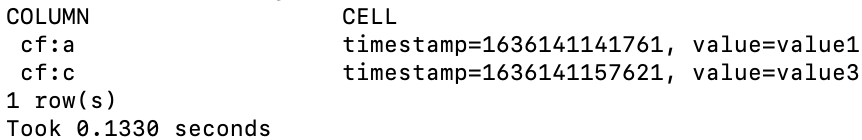 COLUMN CELL
cf:a timestamp=1636141141761, value=value1
cf:c timestamp=1636141157621, value=value3
1 row(s)
Took 0.1330 seconds